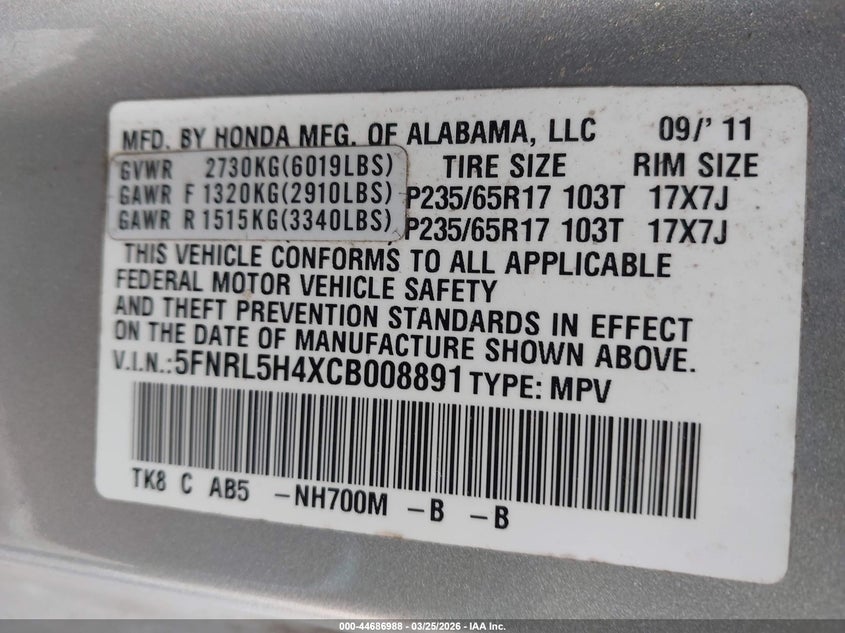 MFD. BY HONDA MFG. OF ALABAMA, LLC 09/' 11
GVWR 2730KG(6019LBS) TIRE SIZE RIM SIZE
GAWR F 1320KG(2910LBS) P235/65R17 103T 17X7J
GAWR R 1515KG(3340LBS) P235/65R17 103T 17X7J
THIS VEHICLE CONFORMS TO ALL APPLICABLE
FEDERAL MOTOR VEHICLE SAFETY
AND THEFT PREVENTION STANDARDS IN EFFECT
ON THE DATE OF MANUFACTURE SHOWN ABOVE.
V.I.N.:5FNRL5H4XCB008891 TYPE: MPV
TK8 C AB5 -NH700M -B -B
000-44686988 - 03/25/2026 - IAA Inc.